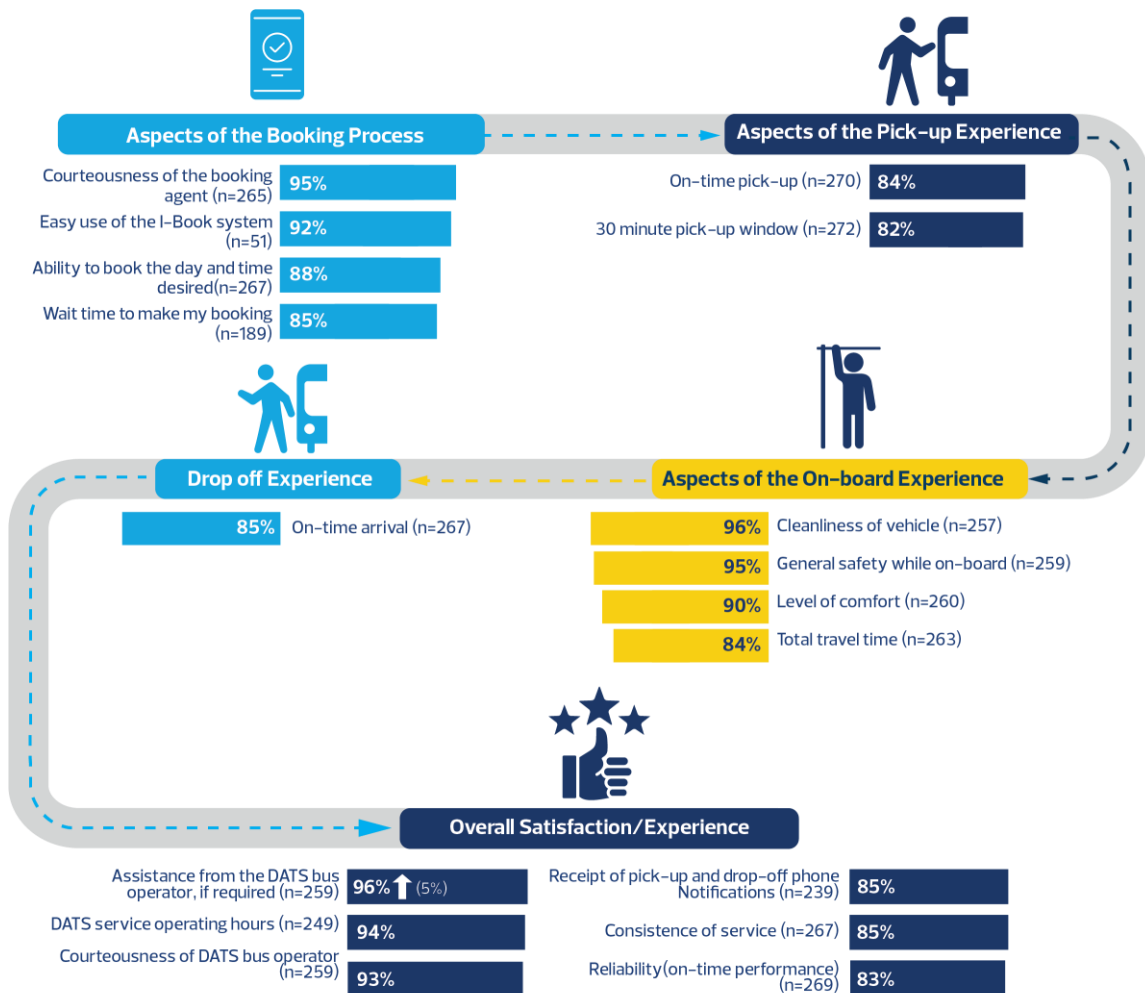 Aspects of the Booking Process
Courteousness of the booking
agent (n=265)
95%
Easy use of the I-Book system
(n=51)
92%
Ability to book the day and time
desired(n=267)
88%
Wait time to make my booking
(n=189)
85%
Aspects of the Pick-up Experience
On-time pick-up (n=270)
84%
30 minute pick-up window (n=272)
82%
Aspects of the On-board Experience
96%
Cleanliness of vehicle (n=257)
95%
General safety while on-board (n=259)
90%
Level of comfort (n=260)
84%
Total travel time (n=263)
Drop off Experience
85%
On-time arrival (n=267)
Overall Satisfaction/Experience
Assistance from the DATS bus
operator, if required (n=259)
96% (5%)
DATS service operating hours (n=249)
94%
Courteousness of DATS bus operator
(n=259)
93%
Receipt of pick-up and drop-off phone
Notifications (n=239)
85%
Consistence of service (n=267)
85%
Reliability(on-time performance)
(n=269)
83%